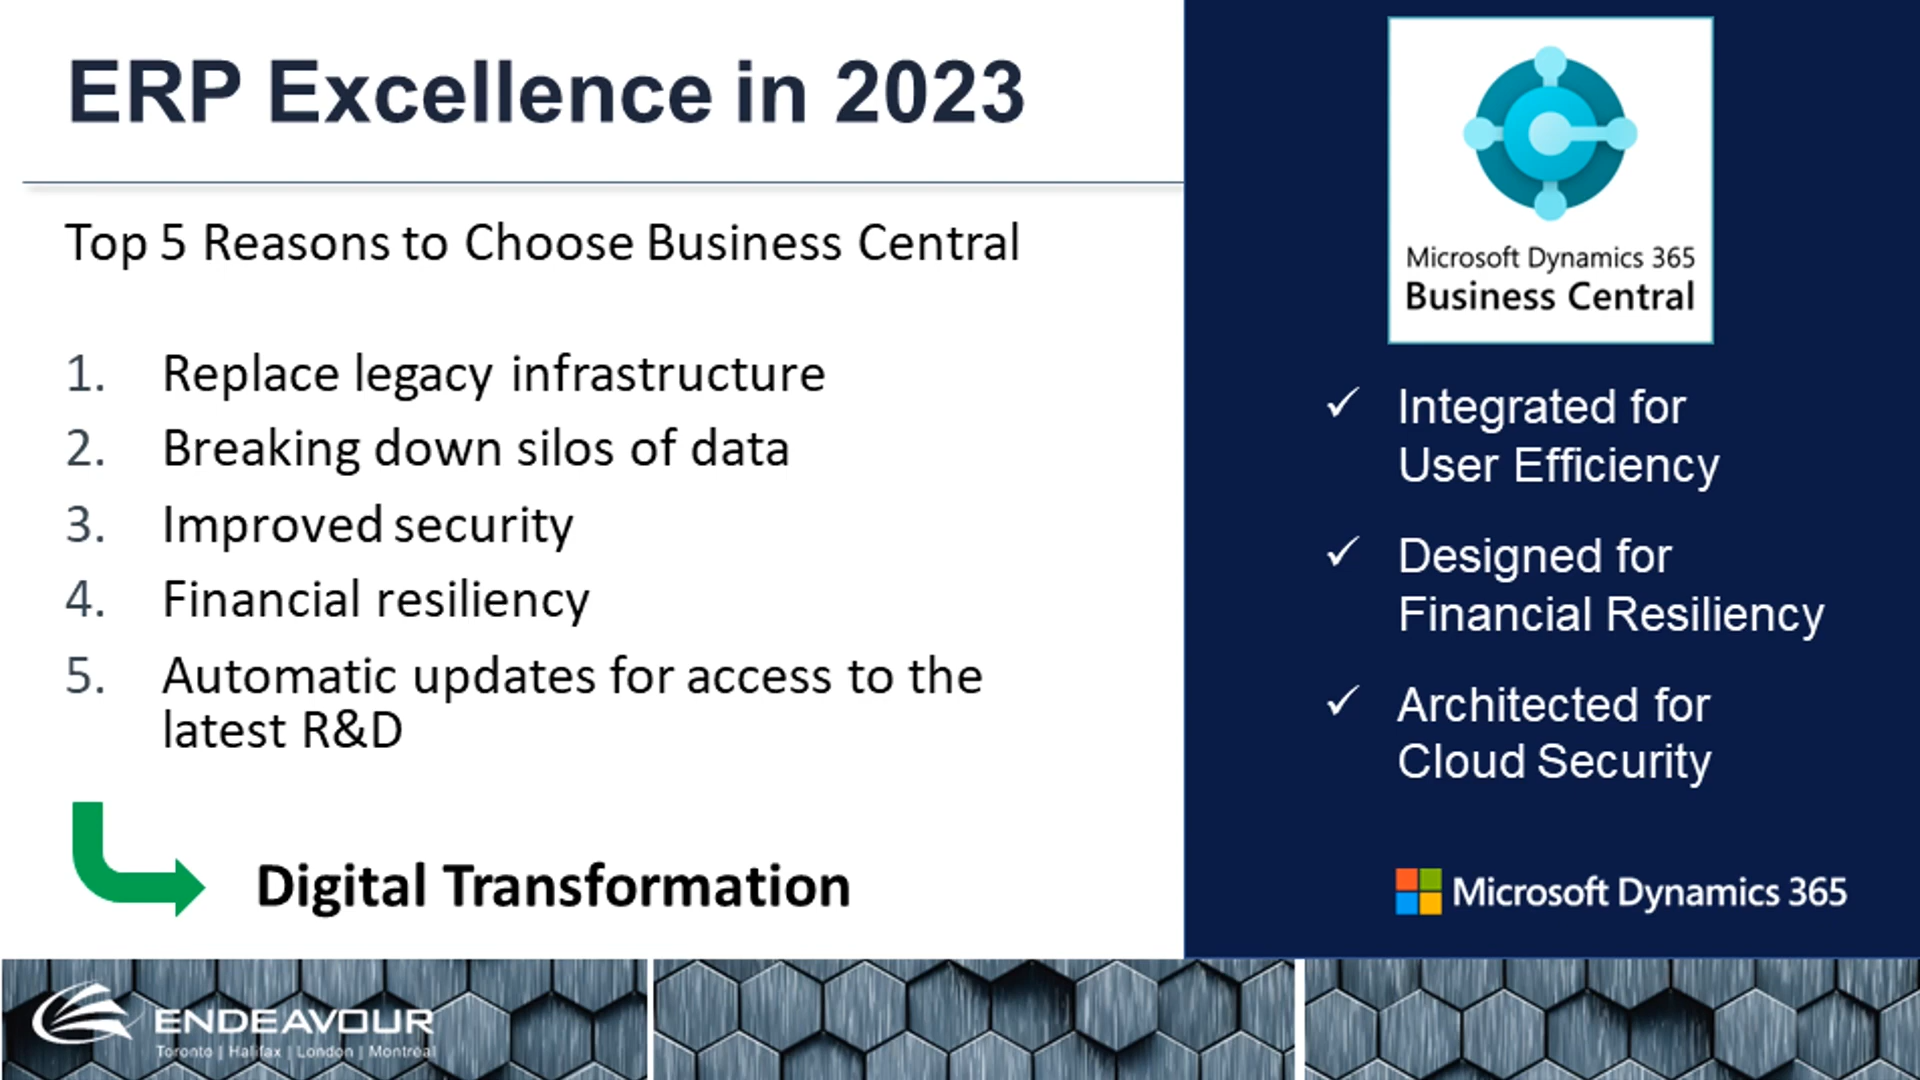 ERP Excellence in 2023
Top 5 Reasons to Choose Business Central
1. Replace legacy infrastructure
2. Breaking down silos of data
3. Improved security
4. Financial resiliency
5. Automatic updates for access to the
latest R&D
Digital Transformation
Microsoft Dynamics 365
Business Central
✓ Integrated for
User Efficiency
✓ Designed for
Financial Resiliency
✓ Architected for
Cloud Security
Microsoft Dynamics 365
ENDEAVOUR
Toronto | Halifax | London | Montréal